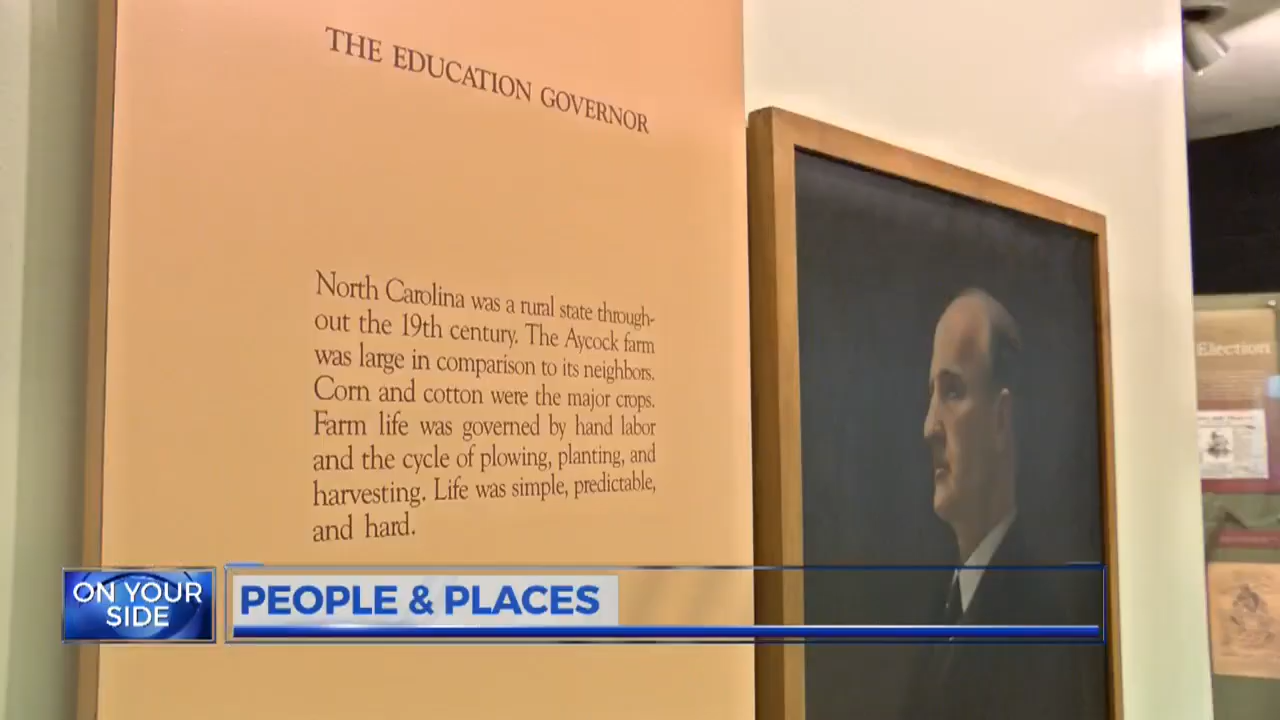 THE EDUCATION GOVERNOR
North Carolina was a rural state through-
out the 19th century. The Aycock farm
was large in comparison to its neighbors.
Corn and cotton were the major crops.
Farm life was governed by hand labor
and the cycle of plowing, planting, and
harvesting. Life was simple, predictable,
and hard.
Election
ON YOUR
SIDE
PEOPLE & PLACES